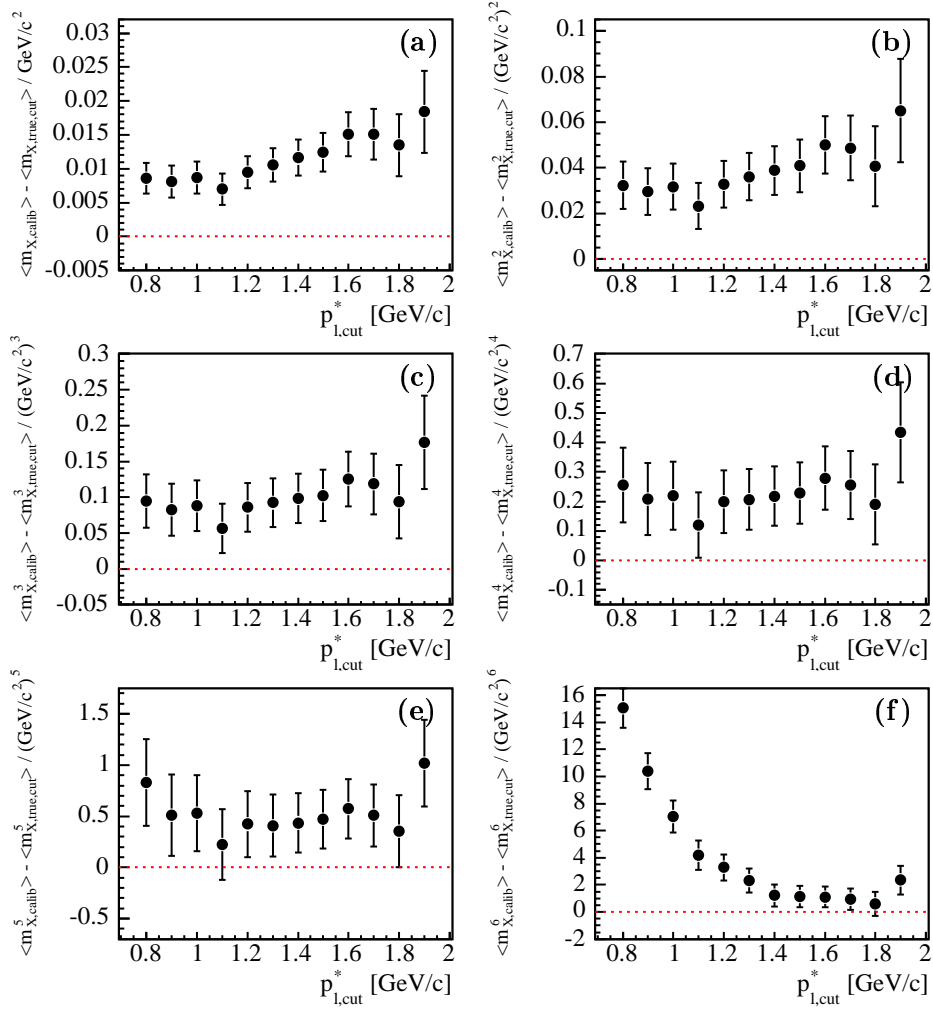 <m_X,calib> - <m_X,true,cut> / GeV/c^2
(a)
0.03
0.025
0.02
0.015
0.01
0.005
0
-0.005
0.8 1 1.2 1.4 1.6 1.8 2
p*_l,cut [GeV/c]
<m^2_X,calib> - <m^2_X,true,cut> / (GeV/c^2)^2
(b)
0.1
0.08
0.06
0.04
0.02
0
0.8 1 1.2 1.4 1.6 1.8 2
p*_l,cut [GeV/c]
<m^3_X,calib> - <m^3_X,true,cut> / (GeV/c^2)^3
(c)
0.3
0.25
0.2
0.15
0.1
0.05
0
-0.05
0.8 1 1.2 1.4 1.6 1.8 2
p*_l,cut [GeV/c]
<m^4_X,calib> - <m^4_X,true,cut> / (GeV/c^2)^4
(d)
0.7
0.6
0.5
0.4
0.3
0.2
0.1
0
-0.1
0.8 1 1.2 1.4 1.6 1.8 2
p*_l,cut [GeV/c]
<m^5_X,calib> - <m^5_X,true,cut> / (GeV/c^2)^5
(e)
1.5
1
0.5
0
-0.5
0.8 1 1.2 1.4 1.6 1.8 2
p*_l,cut [GeV/c]
<m^6_X,calib> - <m^6_X,true,cut> / (GeV/c^2)^6
(f)
16
14
12
10
8
6
4
2
0
-2
0.8 1 1.2 1.4 1.6 1.8 2
p*_l,cut [GeV/c]